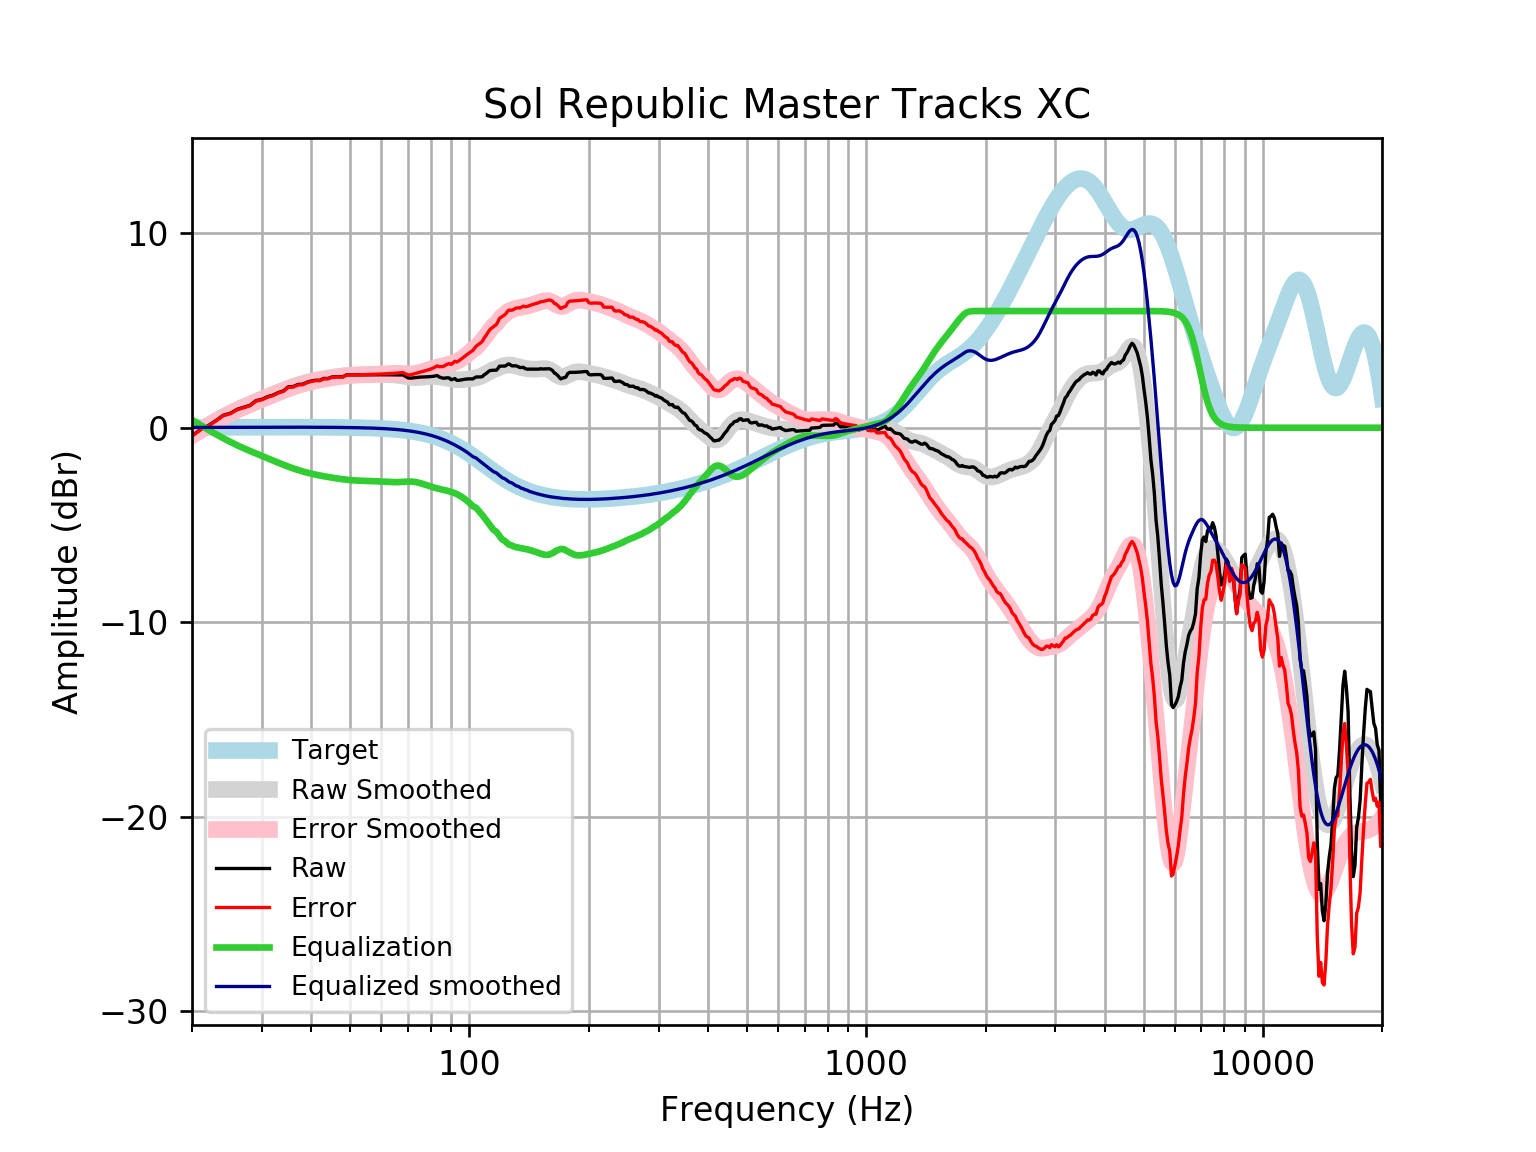 Sol Republic Master Tracks XC
10
0
−10
−20
−30
Amplitude (dBr)
Target
Raw Smoothed
Error Smoothed
Raw
Error
Equalization
Equalized smoothed
100
1000
10000
Frequency (Hz)